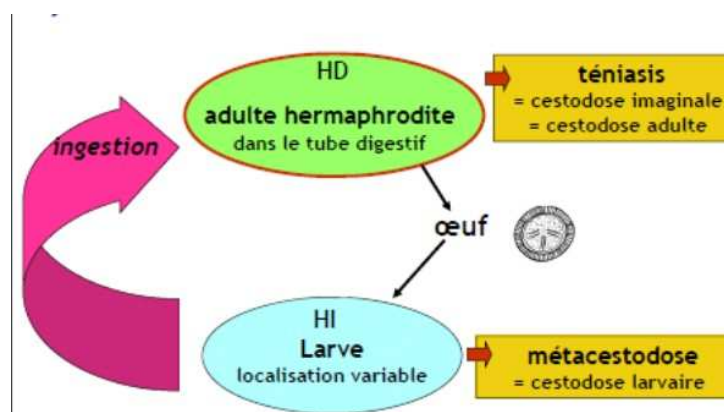 HD
adulte hermaphrodite
dans le tube digestif
téniasis
= cestodose imaginale
= cestodose adulte
ingestion
œuf
HI
Larve
localisation variable
métacestodose
= cestodose larvaire